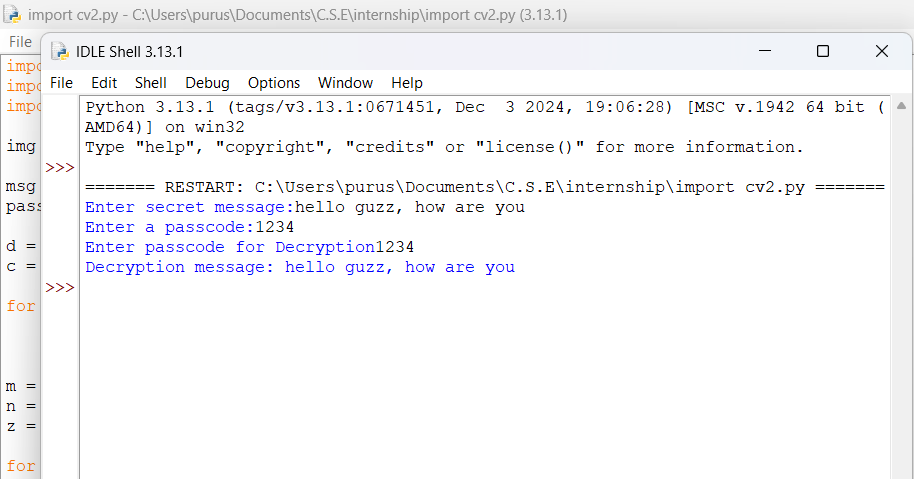 import cv2.py - C:\Users\purus\Documents\C.S.E\internship\import cv2.py (3.13.1)
File
IDLE Shell 3.13.1
File Edit Shell Debug Options Window Help
Python 3.13.1 (tags/v3.13.1:0671451, Dec  3 2024, 19:06:28) [MSC v.1942 64 bit (
AMD64)] on win32
Type "help", "copyright", "credits" or "license()" for more information.
>>>
======= RESTART: C:\Users\purus\Documents\C.S.E\internship\import cv2.py =======
Enter secret message:hello guzz, how are you
Enter a passcode:1234
Enter passcode for Decryption1234
Decryption message: hello guzz, how are you
>>>
img
msg
d =
c =
for
m =
n =
z =
for